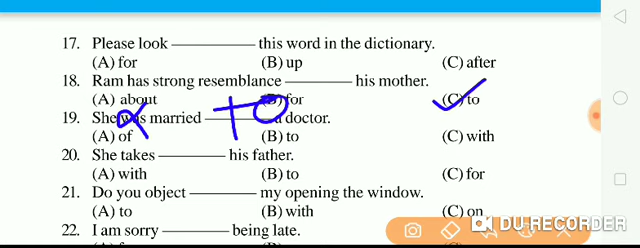 17. Please look ———— this word in the dictionary.
(A) for (B) up (C) after
18. Ram has strong resemblance ———— his mother.
(A) about (B) for (C) to
19. She was married ———— a doctor.
to
(A) of (B) to (C) with
20. She takes ———— his father.
(A) with (B) to (C) for
21. Do you object ———— my opening the window.
(A) to (B) with (C) on
22. I am sorry ———— being late.
DU RECORDER